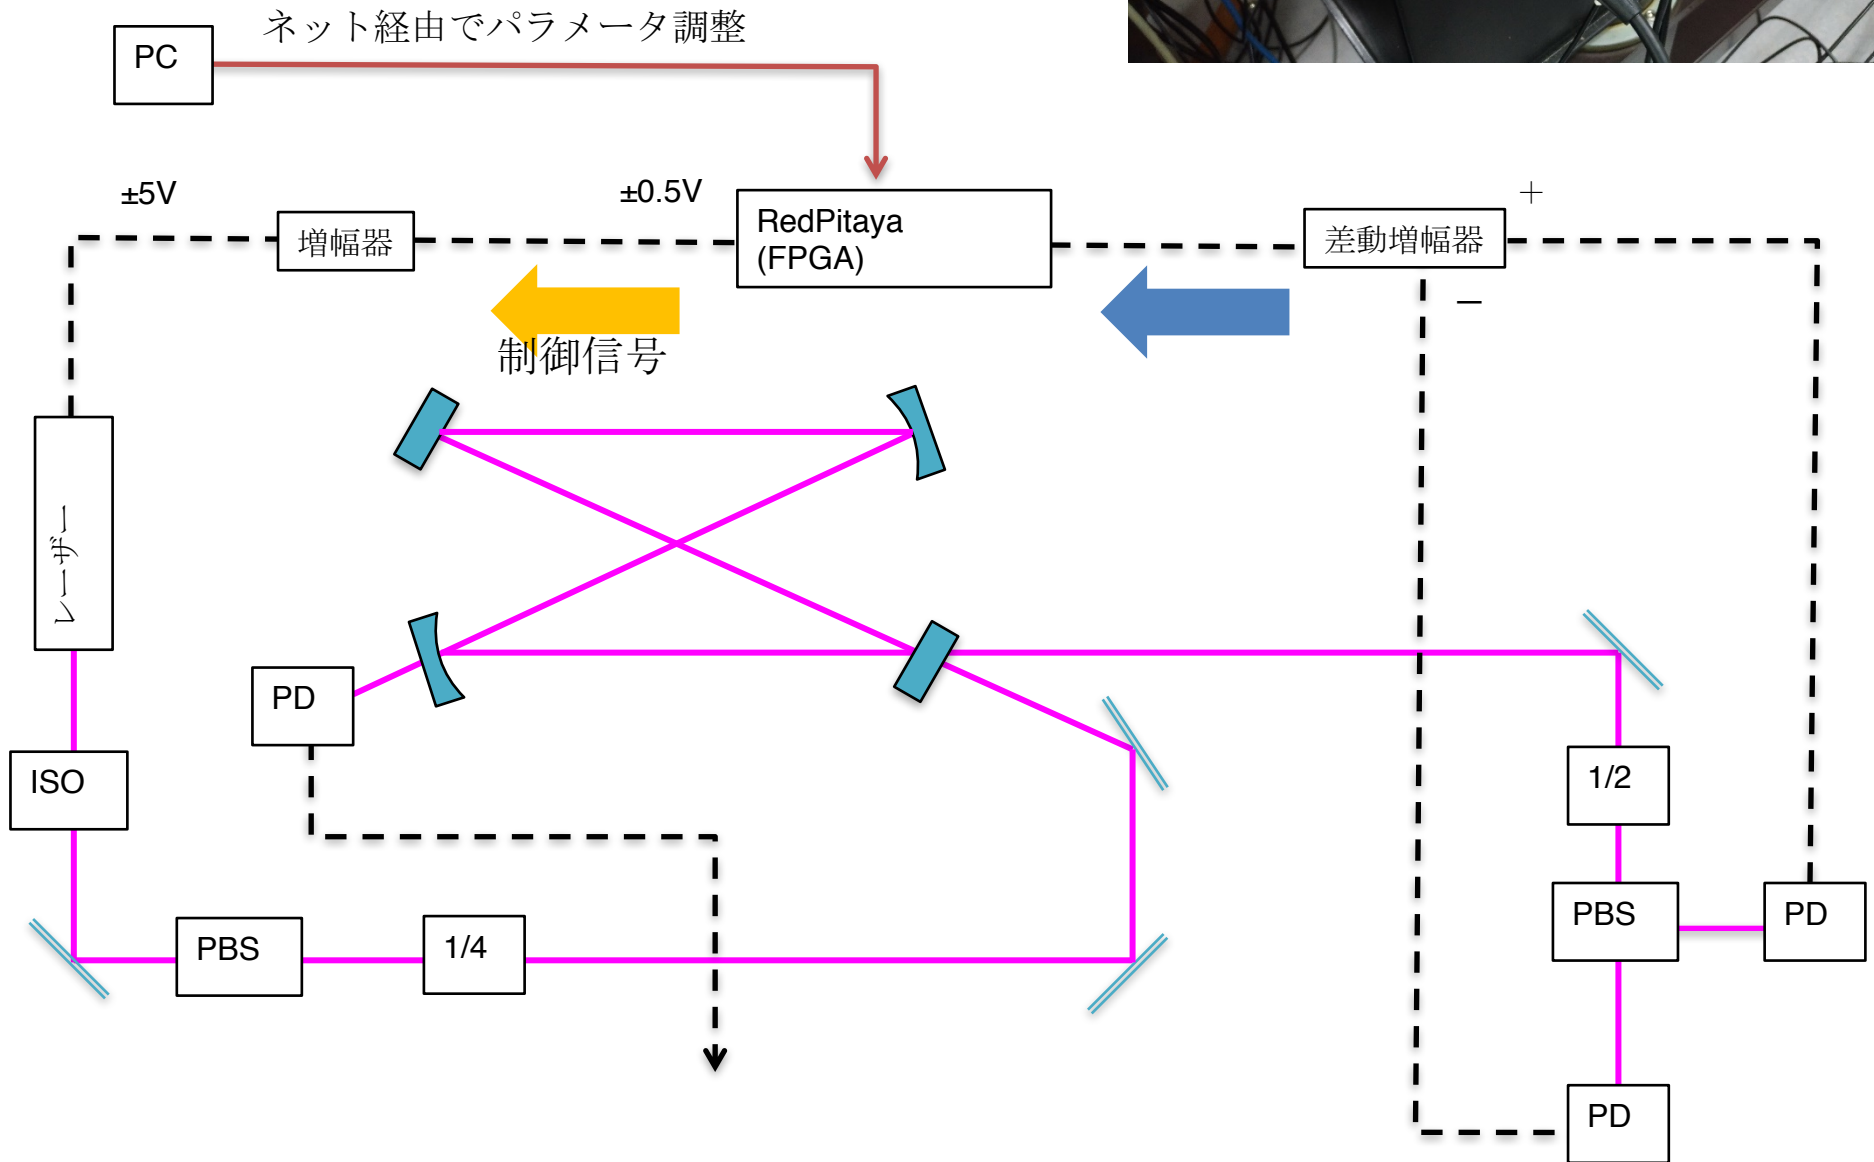 ネット経由でパラメータ調整
PC
±5V
±0.5V
RedPitaya
(FPGA)
増幅器
差動増幅器
＋
－
制御信号
レーザー
PD
ISO
1/2
PBS
1/4
PBS
PD
PD